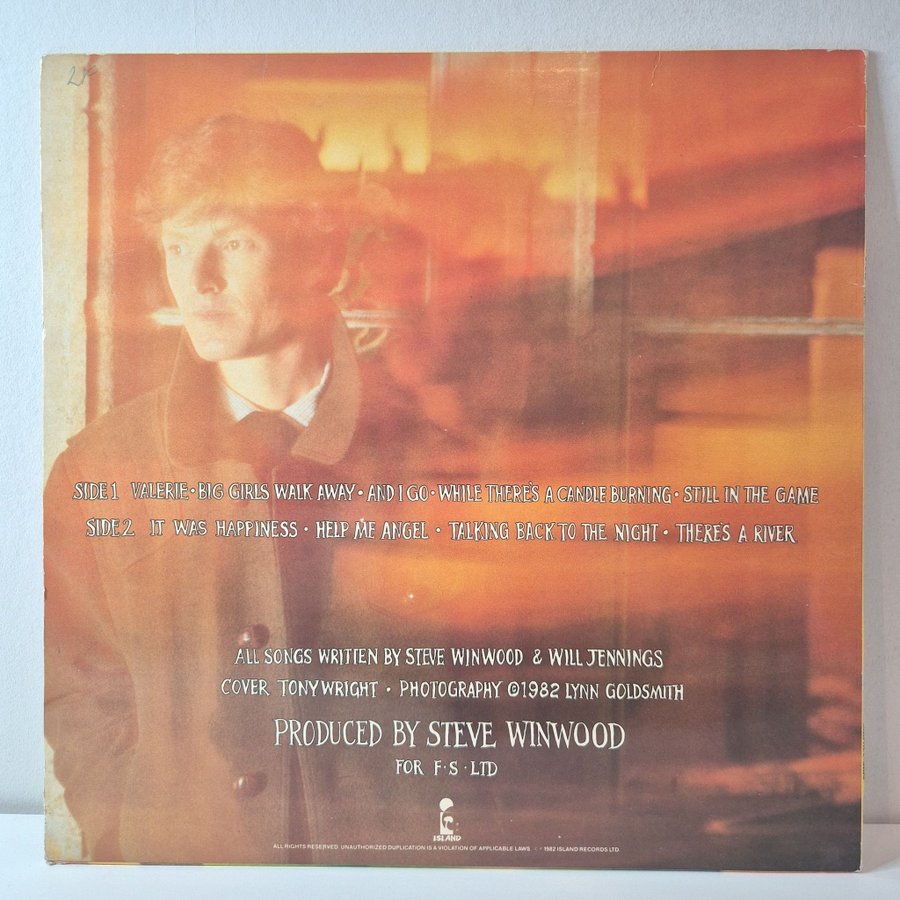 SIDE 1 VALERIE • BIG GIRLS WALK AWAY • AND I GO • WHILE THERE'S A CANDLE BURNING • STILL IN THE GAME
SIDE 2 IT WAS HAPPINESS • HELP ME ANGEL • TALKING BACK TO THE NIGHT • THERE'S A RIVER
ALL SONGS WRITTEN BY STEVE WINWOOD & WILL JENNINGS
COVER TONY WRIGHT • PHOTOGRAPHY ©1982 LYNN GOLDSMITH
PRODUCED BY STEVE WINWOOD
FOR F·S·LTD
ISLAND
ALL RIGHTS RESERVED. UNAUTHORIZED DUPLICATION IS A VIOLATION OF APPLICABLE LAWS 1982 ISLAND RECORDS LTD.